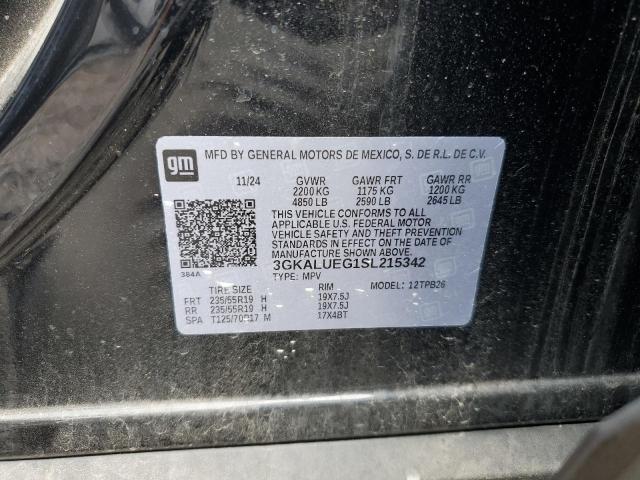 gm
MFD BY GENERAL MOTORS DE MEXICO, S. DE R.L. DE C.V.
11/24 GVWR GAWR FRT GAWR RR
2200 KG 1175 KG 1200 KG
4850 LB 2590 LB 2645 LB
THIS VEHICLE CONFORMS TO ALL
APPLICABLE U.S. FEDERAL MOTOR
VEHICLE SAFETY AND THEFT
PREVENTION STANDARDS IN EFFECT
ON THE DATE OF MANUFACTURE
SHOWN ABOVE.
3GKALUEG1SL215342
384A TYPE: MPV MODEL: 12TPB26
TIRE SIZE RIM
FRT 235/55R19 H 19X7.5J
RR 235/55R19 H 19X7.5J
SPA T125/70R17 M 17X4BT